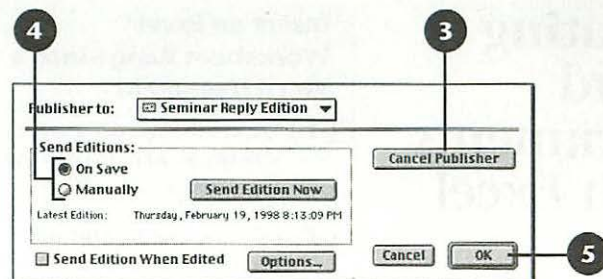 4
3
Publisher to: Seminar Reply Edition
Send Editions:
On Save
Cancel Publisher
Manually
Send Edition Now
Latest Edition: Thursday, February 19, 1998 8:13:09 PM
Send Edition When Edited
Options...
Cancel
OK
5